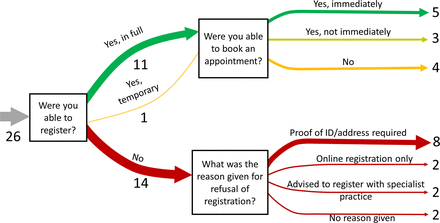 Yes, immediately
5
Yes, in full
11
Were you able
to book an
appointment?
Yes, not immediately
3
No
4
Yes,
temporary
1
26
Were you
able to
register?
No
14
What was the
reason given for
refusal of
registration?
Proof of ID/address required
8
Online registration only
2
Advised to register with specialist
practice
2
No reason given
2